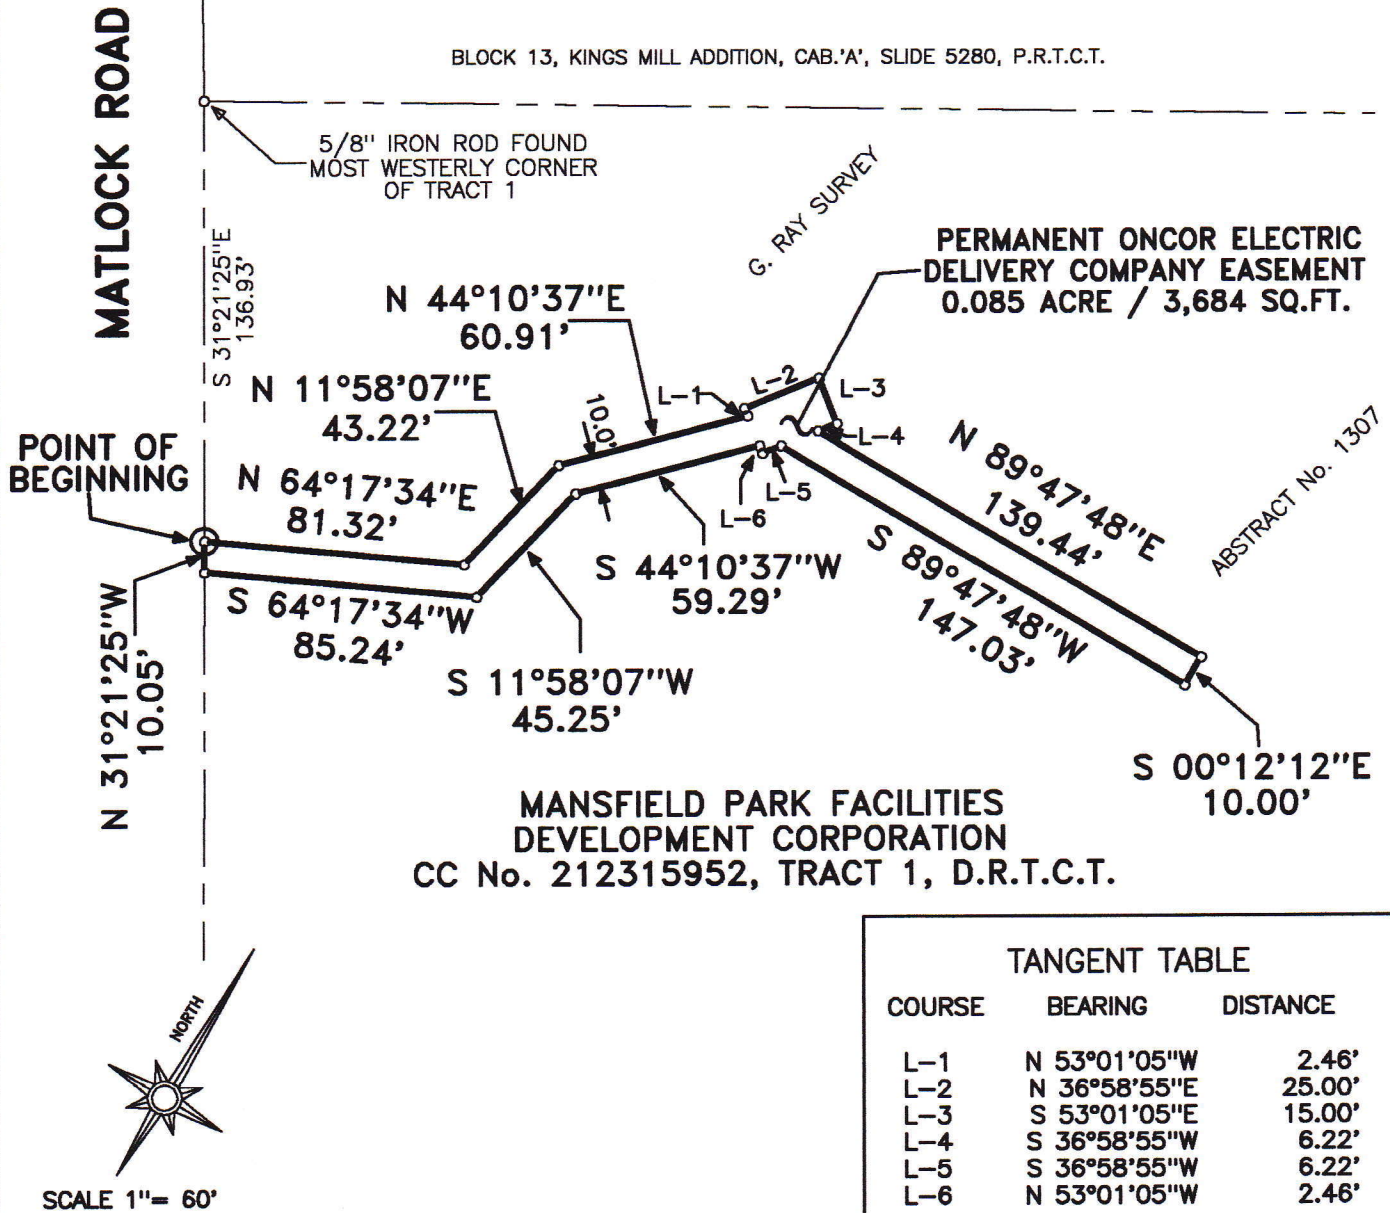 MATLOCK ROAD
BLOCK 13, KINGS MILL ADDITION, CAB.'A', SLIDE 5280, P.R.T.C.T.
5/8" IRON ROD FOUND
MOST WESTERLY CORNER
OF TRACT 1
S 31°21'25"E
136.93'
G. RAY SURVEY
PERMANENT ONCOR ELECTRIC
DELIVERY COMPANY EASEMENT
0.085 ACRE / 3,684 SQ.FT.
N 44°10'37"E
60.91'
N 11°58'07"E
43.22'
L-1
L-2
L-3
L-4
10.0'
POINT OF
BEGINNING
N 64°17'34"E
81.32'
L-5
L-6
N 89°47'48"E
139.44'
ABSTRACT No. 1307
S 44°10'37"W
59.29'
S 89°47'48"W
147.03'
S 64°17'34"W
85.24'
N 31°21'25"W
10.05'
S 11°58'07"W
45.25'
S 00°12'12"E
10.00'
MANSFIELD PARK FACILITIES
DEVELOPMENT CORPORATION
CC No. 212315952, TRACT 1, D.R.T.C.T.
NORTH
SCALE 1"= 60'
TANGENT TABLE
COURSE BEARING DISTANCE
L-1 N 53°01'05"W 2.46'
L-2 N 36°58'55"E 25.00'
L-3 S 53°01'05"E 15.00'
L-4 S 36°58'55"W 6.22'
L-5 S 36°58'55"W 6.22'
L-6 N 53°01'05"W 2.46'